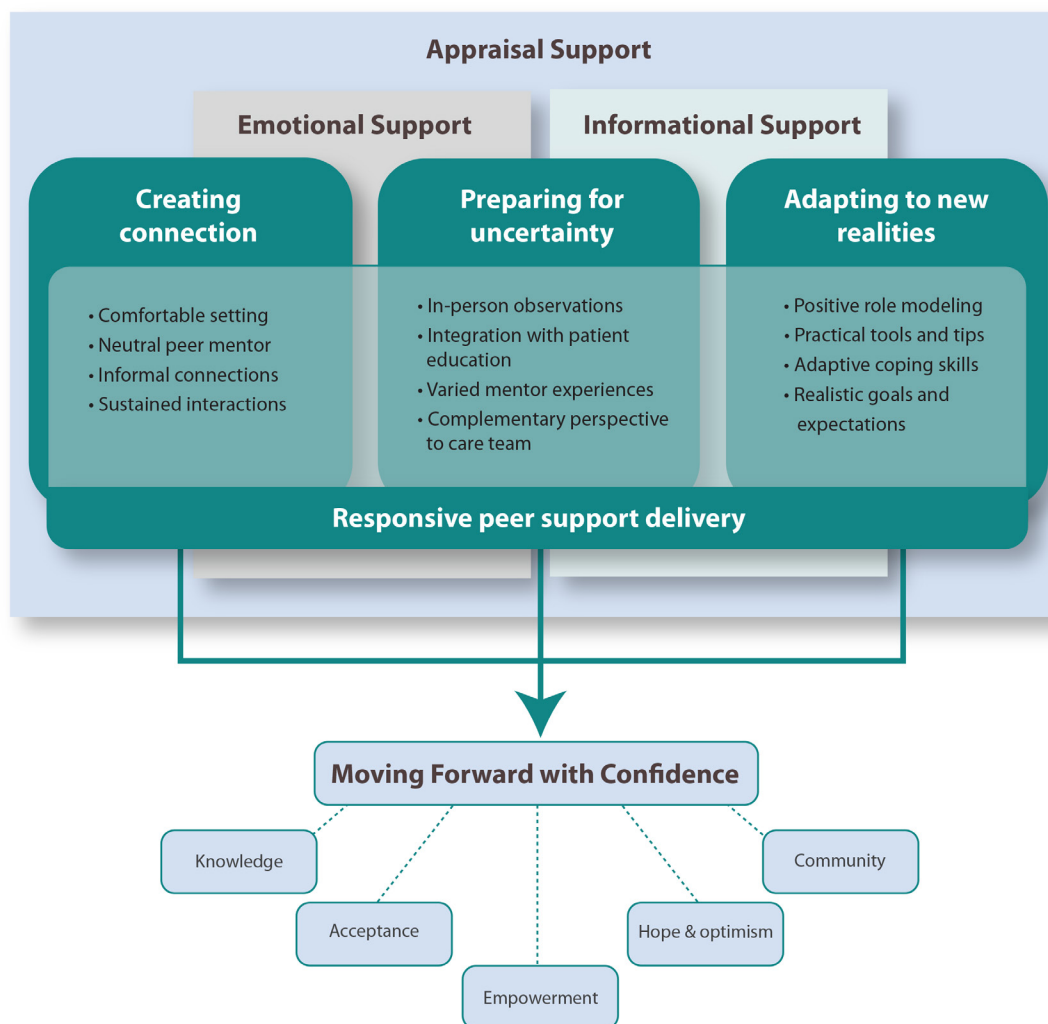 Appraisal Support
Emotional Support
Informational Support
Creating
connection
• Comfortable setting
• Neutral peer mentor
• Informal connections
• Sustained interactions
Preparing for
uncertainty
• In-person observations
• Integration with patient
education
• Varied mentor experiences
• Complementary perspective
to care team
Adapting to new
realities
• Positive role modeling
• Practical tools and tips
• Adaptive coping skills
• Realistic goals and
expectations
Responsive peer support delivery
Moving Forward with Confidence
Knowledge
Acceptance
Empowerment
Hope & optimism
Community